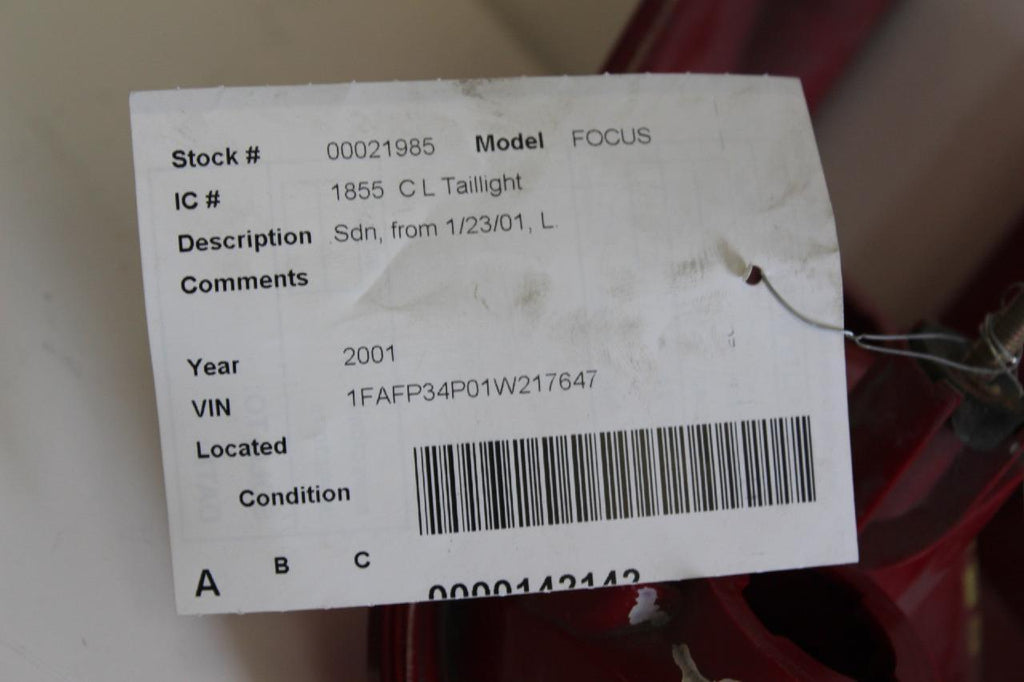 Stock # 00021985 Model FOCUS
IC # 1855 C L Taillight
Description Sdn, from 1/23/01, L.
Comments
Year 2001
VIN 1FAFP34P01W217647
Located
Condition
A B C
0000142142